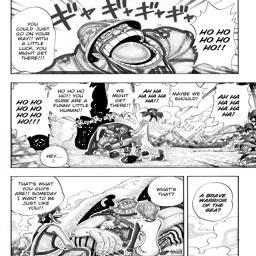 ギャギャギャギャ
HO HO
HO HO
HO HO
HO!!
YOU
COULD JUST
GO ON YOUR
WAY!! WITH
A LITTLE
LUCK, YOU
MIGHT GET
THERE!!!
AH HA
HA HA
HA HA
HA!
MAYBE WE
SHOULD!
AH HA
HA HA
HA HA
HA!!
WE
MIGHT
GET
THERE!!
HO HO
HO!! YOU
SURE ARE A
FUNNY LITTLE
HUMAN!!
HO HO
HO HO
HO HO
HO!!!
HEY...
A BRAVE
WARRIOR OF
THE SEA?
WHAT'S
THAT?
THAT'S WHAT
YOU GUYS
ARE!! SOMEDAY
I WANT TO
BE JUST LIKE
YOU!!